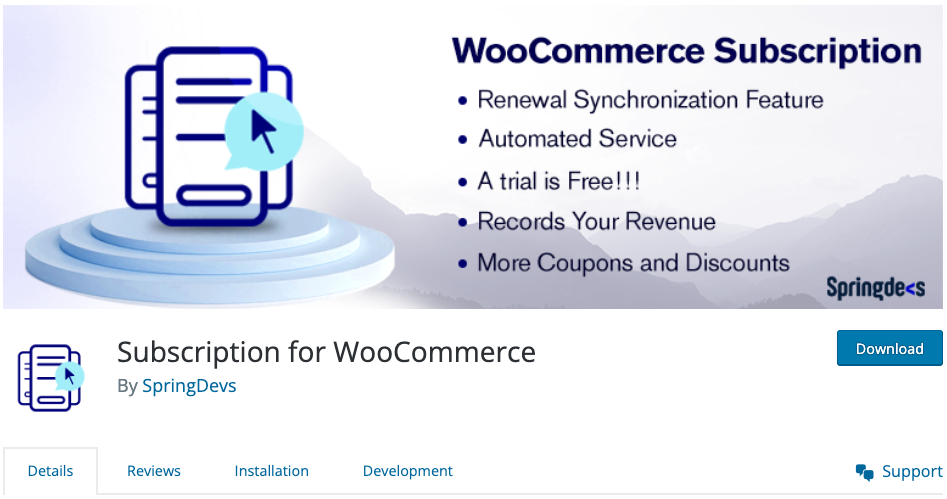 WooCommerce Subscription
• Renewal Synchronization Feature
• Automated Service
• A trial is Free!!!
• Records Your Revenue
• More Coupons and Discounts
Springde<s
Subscription for WooCommerce
Download
By SpringDevs
Details
Reviews
Installation
Development
Support